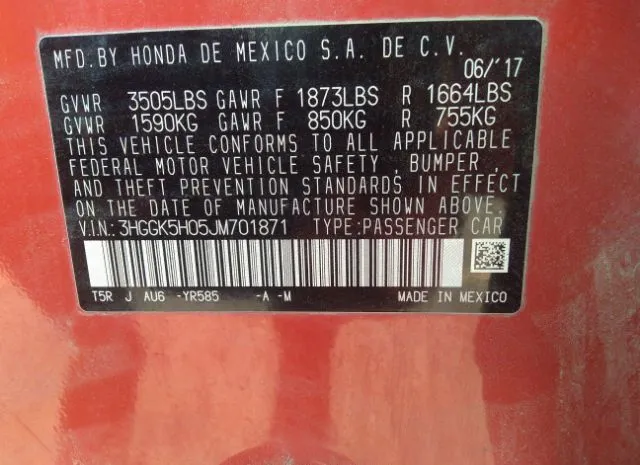 MFD.BY HONDA DE MEXICO S.A. DE C.V.
06/'17
GVWR 3505LBS GAWR F 1873LBS R 1664LBS
GVWR 1590KG GAWR F 850KG R 755KG
THIS VEHICLE CONFORMS TO ALL APPLICABLE
FEDERAL MOTOR VEHICLE SAFETY, BUMPER,
AND THEFT PREVENTION STANDARDS IN EFFECT
ON THE DATE OF MANUFACTURE SHOWN ABOVE.
V.I.N.: 3HGGK5H05JM701871 TYPE:PASSENGER CAR
T5R J AU6 -YR585 -A -M MADE IN MEXICO